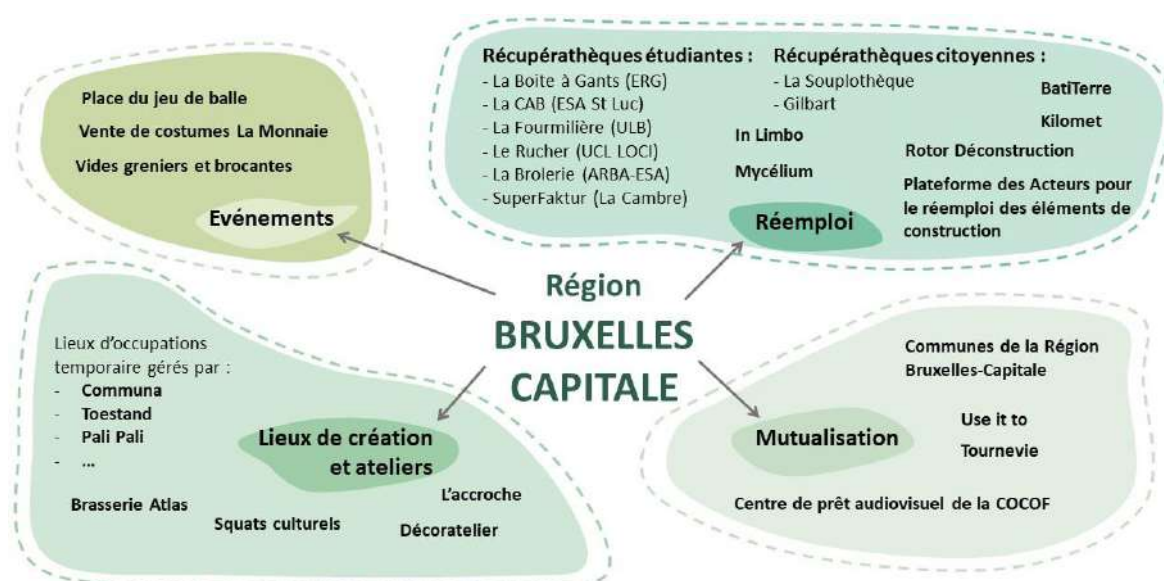 Place du jeu de balle
Vente de costumes La Monnaie
Vides greniers et brocantes
Evénements
Récupérathèques étudiantes :
- La Boite à Gants (ERG)
- La CAB (ESA St Luc)
- La Fourmilière (ULB)
- Le Rucher (UCL LOCI)
- La Brolerie (ARBA-ESA)
- SuperFaktur (La Cambre)
Récupérathèques citoyennes :
- La Souplothèque
- Gilbart
In Limbo
Mycélium
BatiTerre
Kilomet
Rotor Déconstruction
Plateforme des Acteurs pour
le réemploi des éléments de
construction
Réemploi
Région
BRUXELLES
CAPITALE
Lieux d'occupations
temporaire gérés par :
- Communa
- Toestand
- Pali Pali
- ...
Lieux de création
et ateliers
Brasserie Atlas
Squats culturels
L'accroche
Décoratelier
Communes de la Région
Bruxelles-Capitale
Mutualisation
Use it to
Tournevie
Centre de prêt audiovisuel de la COCOF